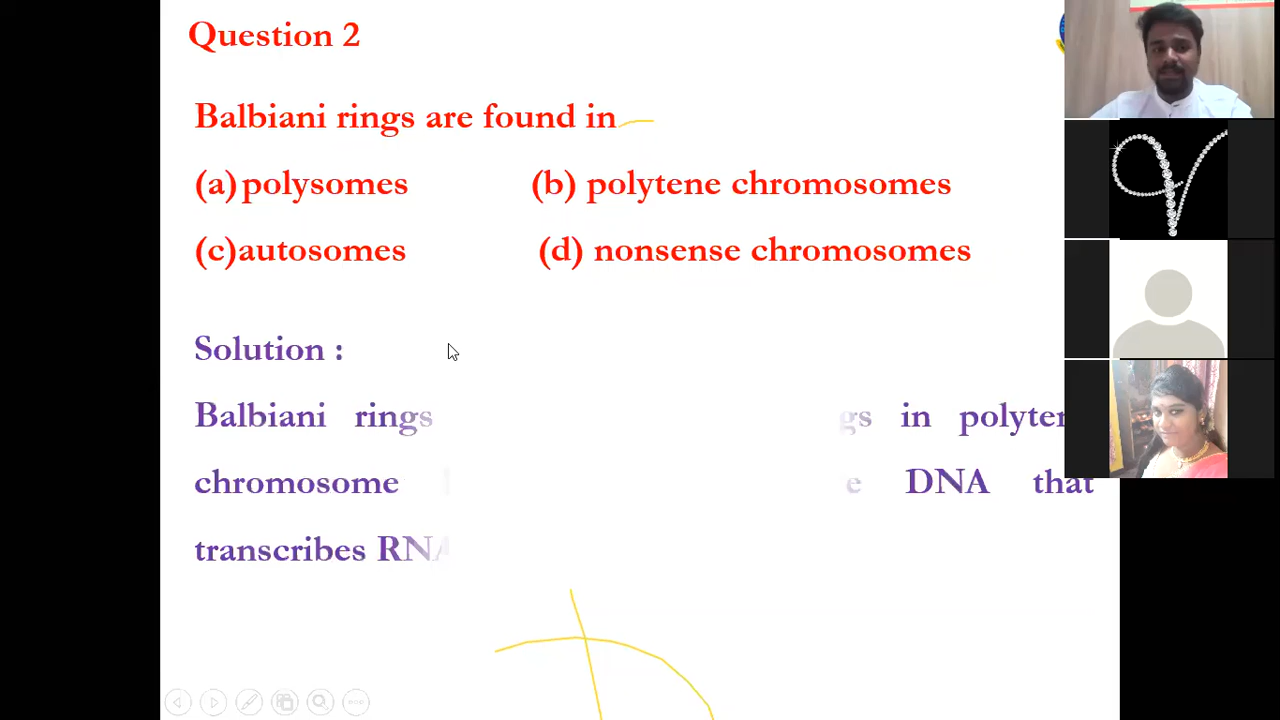 Question 2
Balbiani rings are found in
(a) polysomes (b) polytene chromosomes
(c) autosomes (d) nonsense chromosomes
Solution :
Balbiani rings in
chromosome DNA that
transcribes